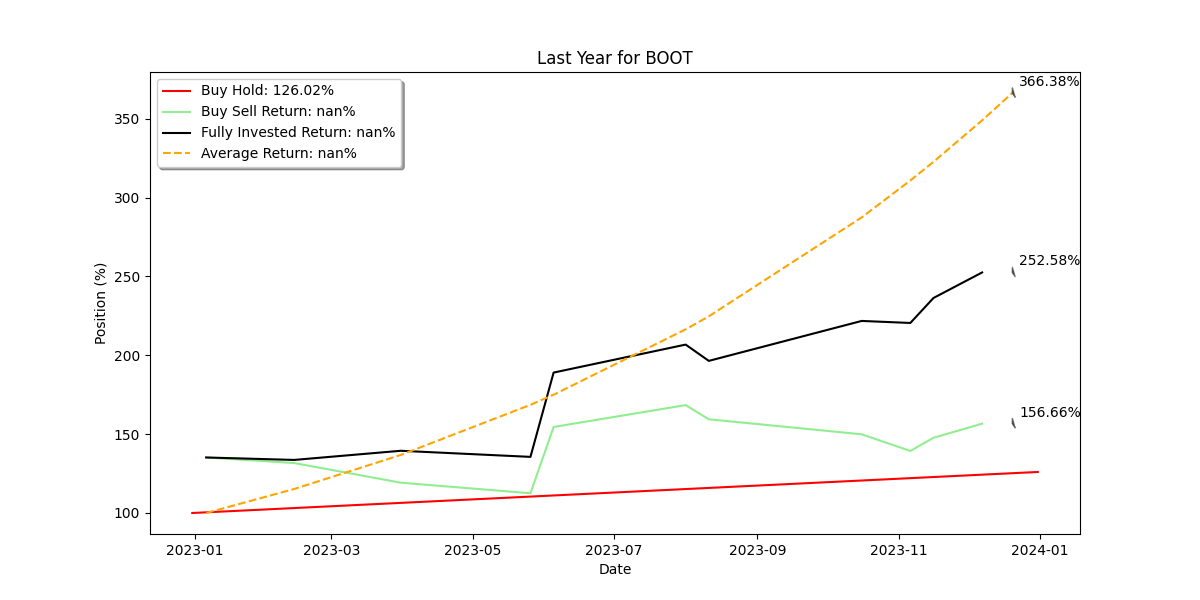 Last Year for BOOT
366.38%
Buy Hold: 126.02%
Buy Sell Return: nan%
Fully Invested Return: nan%
Average Return: nan%
350
300
252.58%
250
200
156.66%
150
100
Position (%)
2023-01 2023-03 2023-05 2023-07 2023-09 2023-11 2024-01
Date